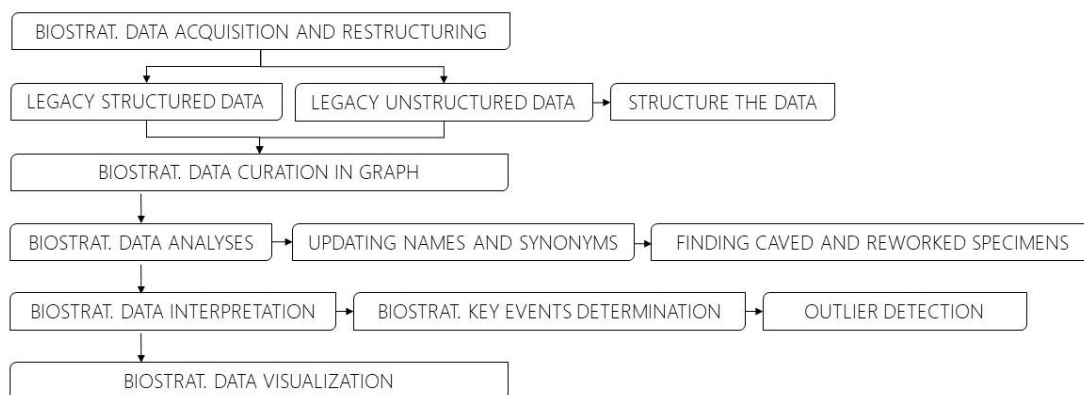 BIOSTRAT. DATA ACQUISITION AND RESTRUCTURING
LEGACY STRUCTURED DATA
LEGACY UNSTRUCTURED DATA
STRUCTURE THE DATA
BIOSTRAT. DATA CURATION IN GRAPH
BIOSTRAT. DATA ANALYSES
UPDATING NAMES AND SYNONYMS
FINDING CAVED AND REWORKED SPECIMENS
BIOSTRAT. DATA INTERPRETATION
BIOSTRAT. KEY EVENTS DETERMINATION
OUTLIER DETECTION
BIOSTRAT. DATA VISUALIZATION